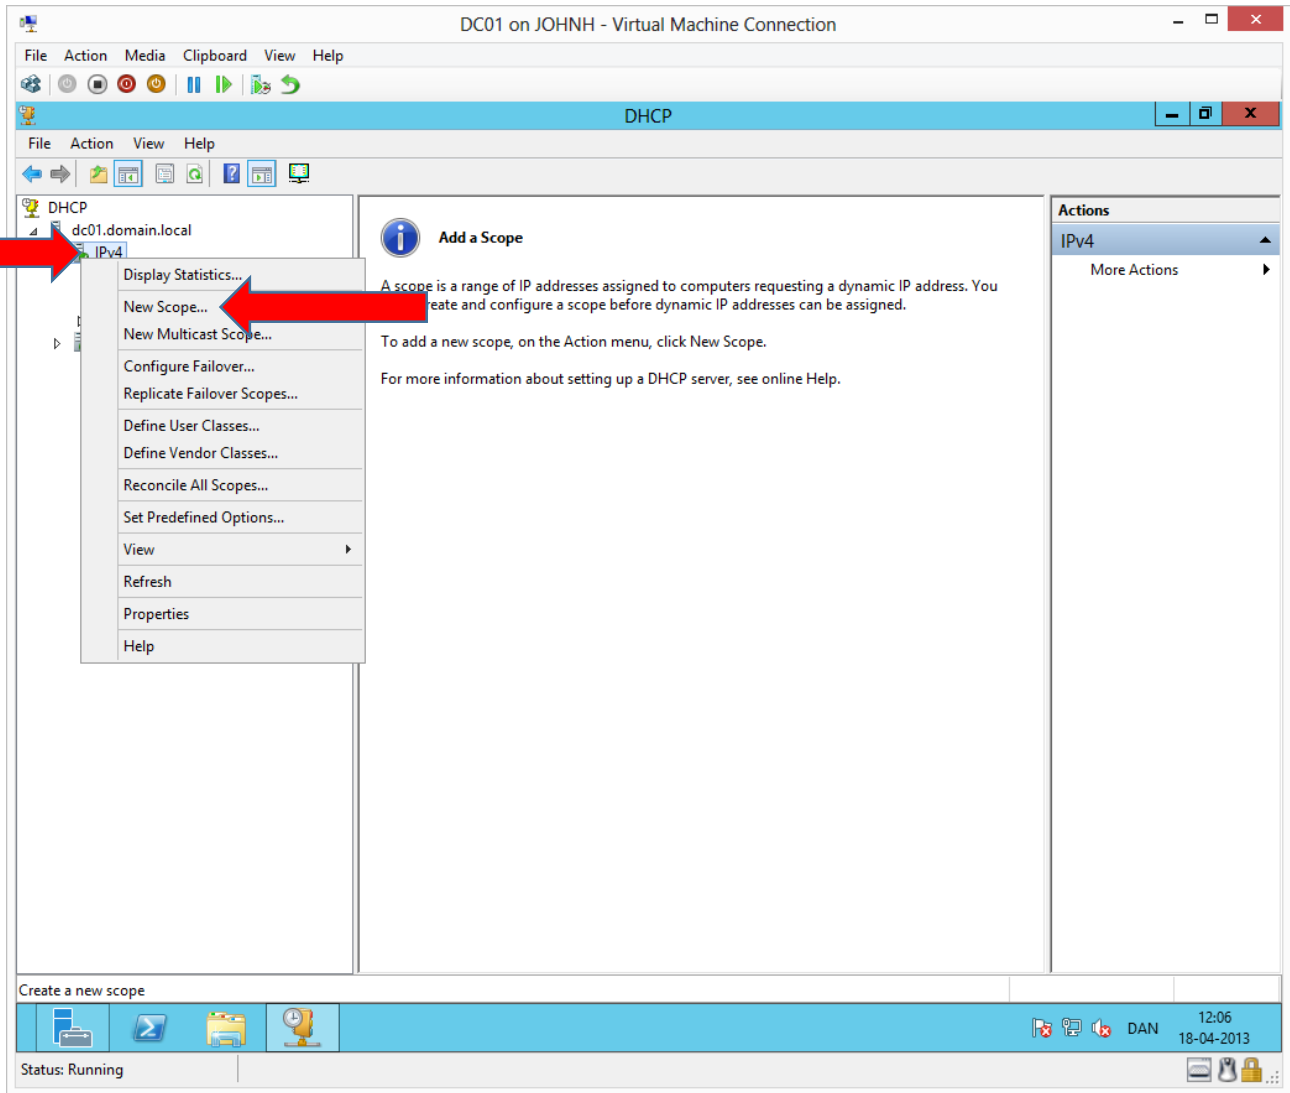 DC01 on JOHNH - Virtual Machine Connection
File Action Media Clipboard View Help
DHCP
File Action View Help
DHCP
dc01.domain.local
IPv4
Display Statistics...
New Scope...
New Multicast Scope...
Configure Failover...
Replicate Failover Scopes...
Define User Classes...
Define Vendor Classes...
Reconcile All Scopes...
Set Predefined Options...
View
Refresh
Properties
Help
Add a Scope
A scope is a range of IP addresses assigned to computers requesting a dynamic IP address. You
and configure a scope before dynamic IP addresses can be assigned.
To add a new scope, on the Action menu, click New Scope.
For more information about setting up a DHCP server, see online Help.
Actions
IPv4
More Actions
Create a new scope
DAN
12:06
18-04-2013
Status: Running